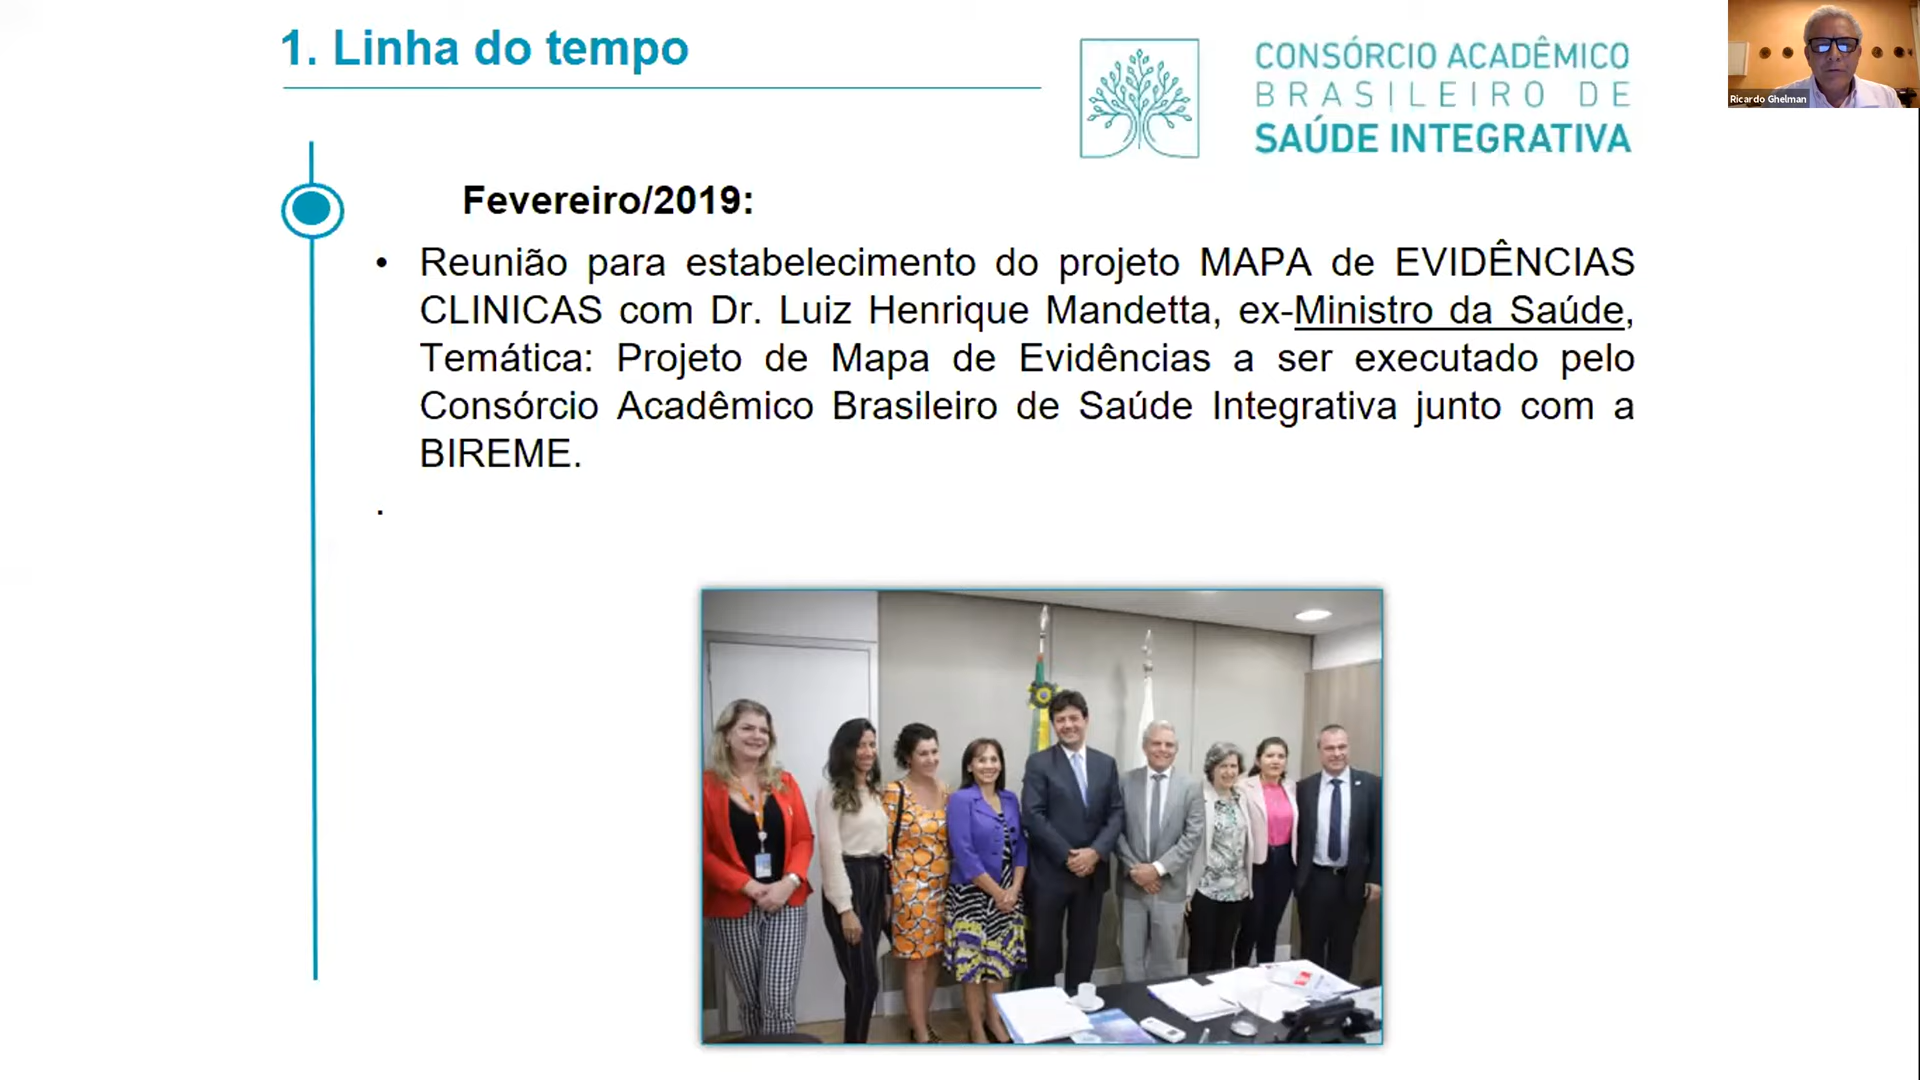 1. Linha do tempo
CONSÓRCIO ACADÊMICO
BRASILEIRO DE
SAÚDE INTEGRATIVA
Ricardo Ghelman
Fevereiro/2019:
• Reunião para estabelecimento do projeto MAPA de EVIDÊNCIAS
CLINICAS com Dr. Luiz Henrique Mandetta, ex-Ministro da Saúde,
Temática: Projeto de Mapa de Evidências a ser executado pelo
Consórcio Acadêmico Brasileiro de Saúde Integrativa junto com a
BIREME.
.